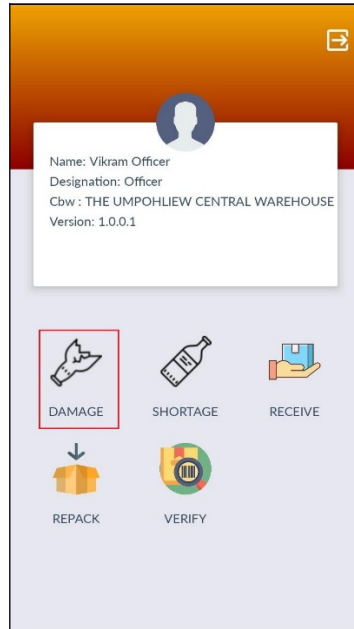 Name: Vikram Officer
Designation: Officer
Cbw : THE UMPOHLIEW CENTRAL WAREHOUSE
Version: 1.0.0.1
DAMAGE
SHORTAGE
RECEIVE
REPACK
VERIFY